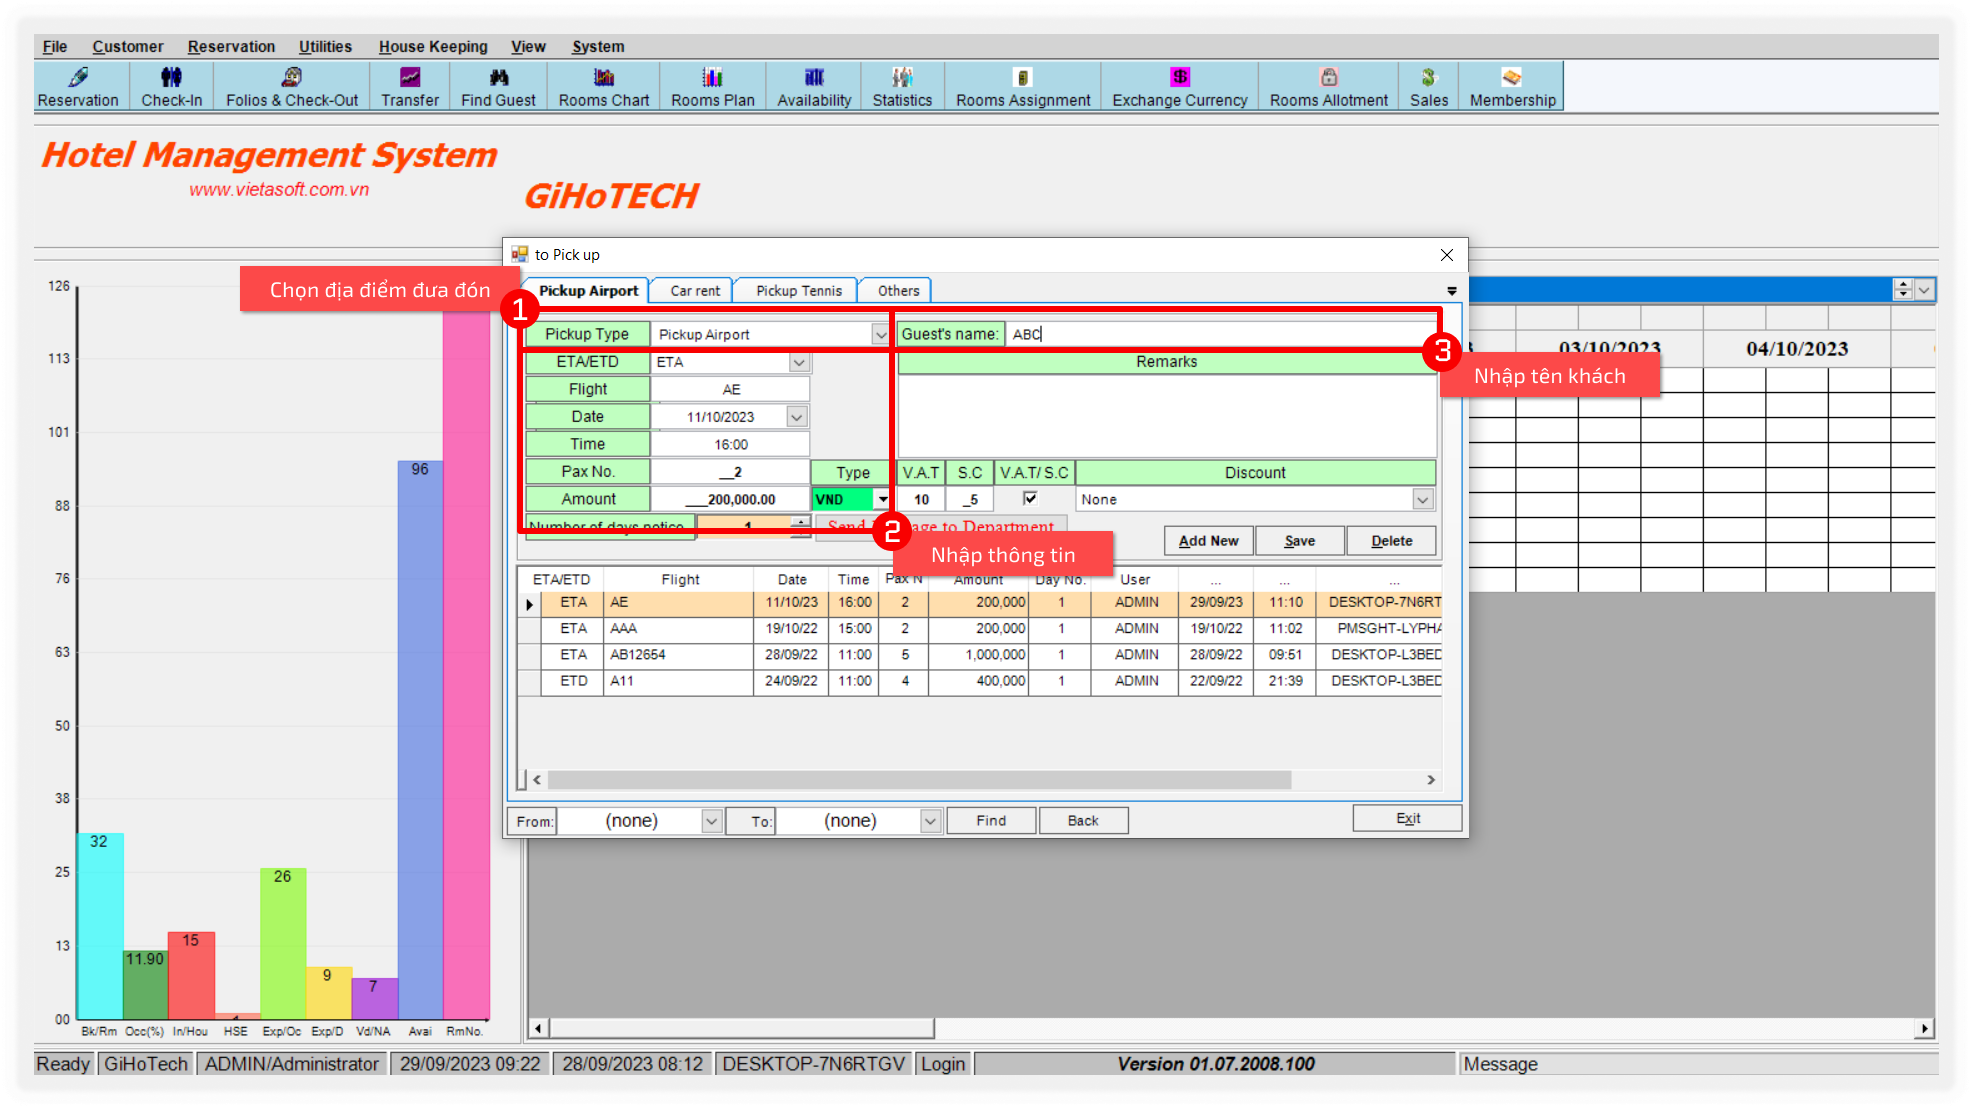 File Customer Reservation Utilities House Keeping View System
Reservation Check-In Folios & Check-Out Transfer Find Guest Rooms Chart Rooms Plan Availability Statistics Rooms Assignment Exchange Currency Rooms Allotment Sales Membership
Hotel Management System
www.vietasoft.com.vn
GiHoTECH
to Pick up
Chọn địa điểm đưa đón
Pickup Airport Car rent Pickup Tennis Others
1
Pickup Type Pickup Airport Guest's name: ABC
3
Nhập tên khách
ETA/ETD ETA Remarks
Flight AE
Date 11/10/2023
Time 16:00
Pax No. __2 Type V.A.T S.C V.A.T/ S.C Discount
Amount ___200,000.00 VND 10 _5 None
Number of days notice 1 Send to Department
2
Nhập thông tin
Add New Save Delete
ETA/ETD Flight Date Time Pax N Amount Day No. User ... ... ...
ETA AE 11/10/23 16:00 2 200,000 1 ADMIN 29/09/23 11:10 DESKTOP-7N6RT
ETA AAA 19/10/22 15:00 2 200,000 1 ADMIN 19/10/22 11:02 PMSGHT-LYPHA
ETA AB12654 28/09/22 11:00 5 1,000,000 1 ADMIN 28/09/22 09:51 DESKTOP-L3BED
ETD A11 24/09/22 11:00 4 400,000 1 ADMIN 22/09/22 21:39 DESKTOP-L3BED
From: (none) To: (none) Find Back Exit
03/10/2023 04/10/2023
126
113
101
88
76
63
50
38
25
13
00
32
11.90
15
26
9
7
96
Bk/Rm Occ(%) In/Hou HSE Exp/Oc Exp/D Vd/NA Avai RmNo.
Ready GiHoTech ADMIN/Administrator 29/09/2023 09:22 28/09/2023 08:12 DESKTOP-7N6RTGV Login Version 01.07.2008.100 Message